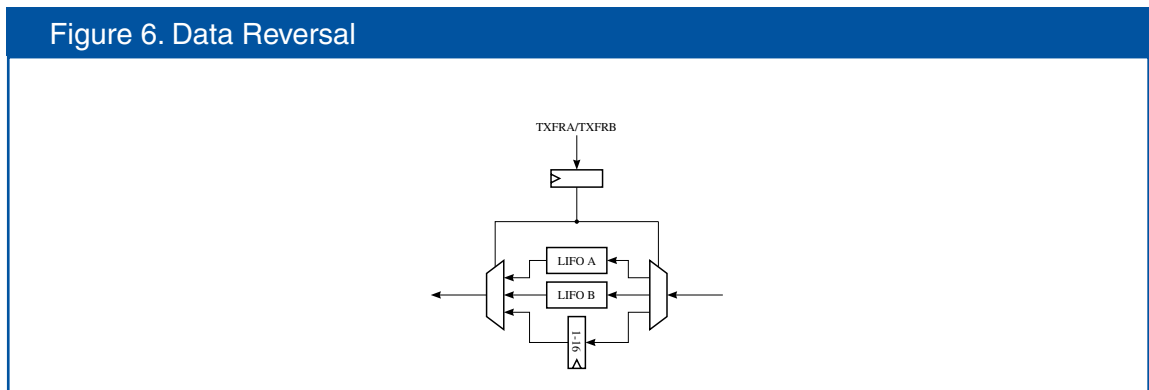 Figure 6. Data Reversal
TXFRA/TXFRB
LIFO A
LIFO B
1-16